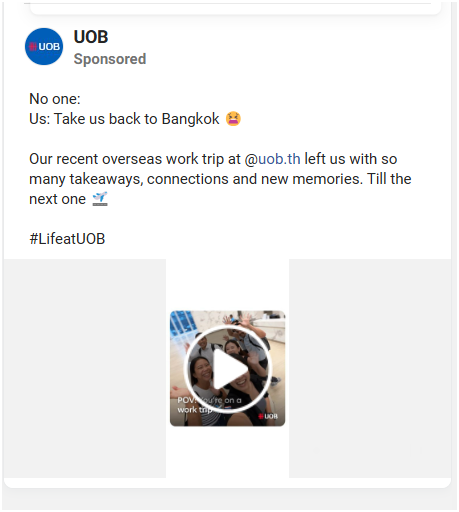 UOB
UOB
Sponsored
No one:
Us: Take us back to Bangkok 😫
Our recent overseas work trip at @uob.th left us with so
many takeaways, connections and new memories. Till the
next one 🛫
#LifeatUOB
POV: You're on a
work trip
UOB